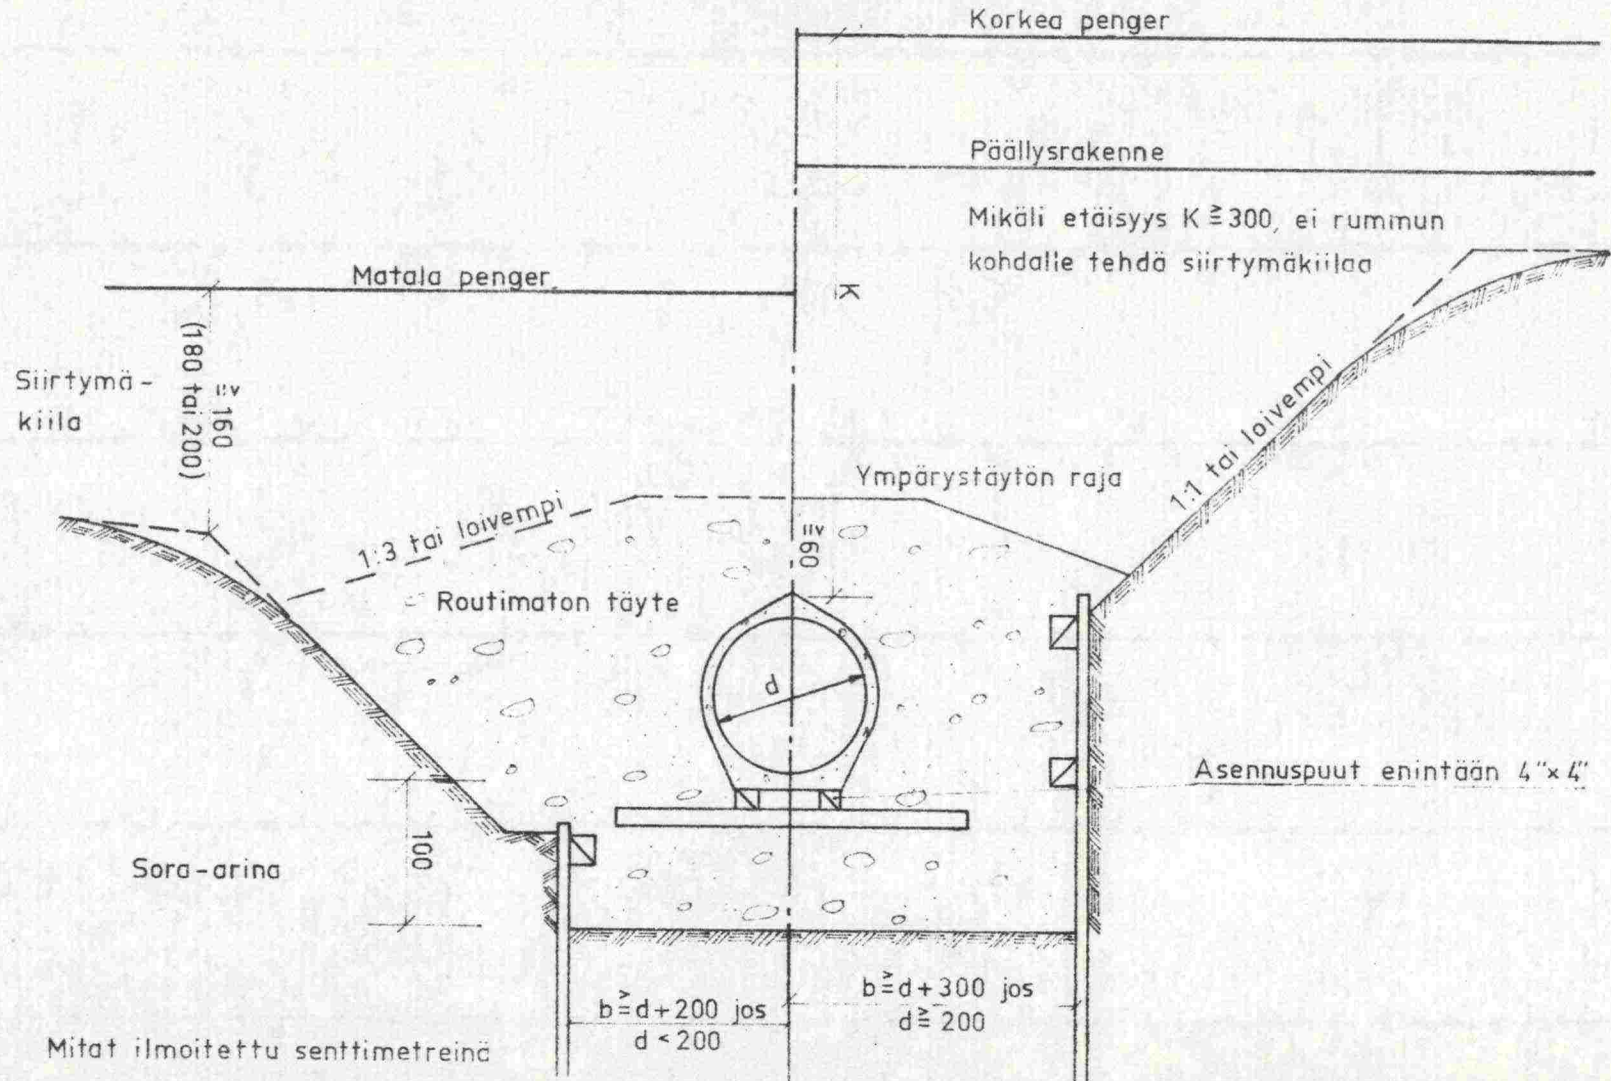 Korkea penger
Päällysrakenne
Mikäli etäisyys K ≧ 300, ei rummun
kohdalle tehdä siirtymäkiilaa
Matala penger
K
Siirtymä-
kiila
≧ 160
(180 tai 200)
1:1 tai loivempi
Ympärystäytön raja
1:3 tai loivempi
≧ 60
Routimaton täyte
d
Asennuspuut enintään 4"x 4"
100
Sora-arina
b ≧ d+200 jos
d < 200
b ≧ d+300 jos
d ≧ 200
Mitat ilmoitettu senttimetreinä